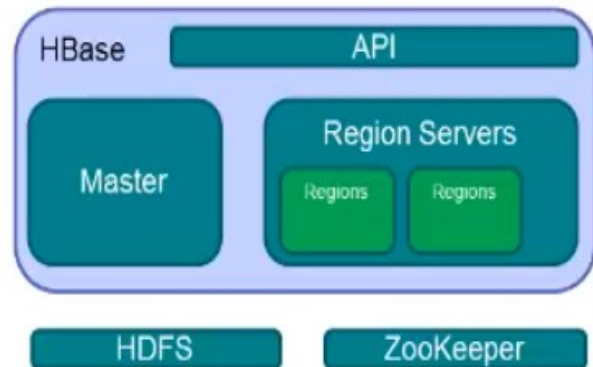 HBase
API
Master
Region Servers
Regions
Regions
HDFS
ZooKeeper